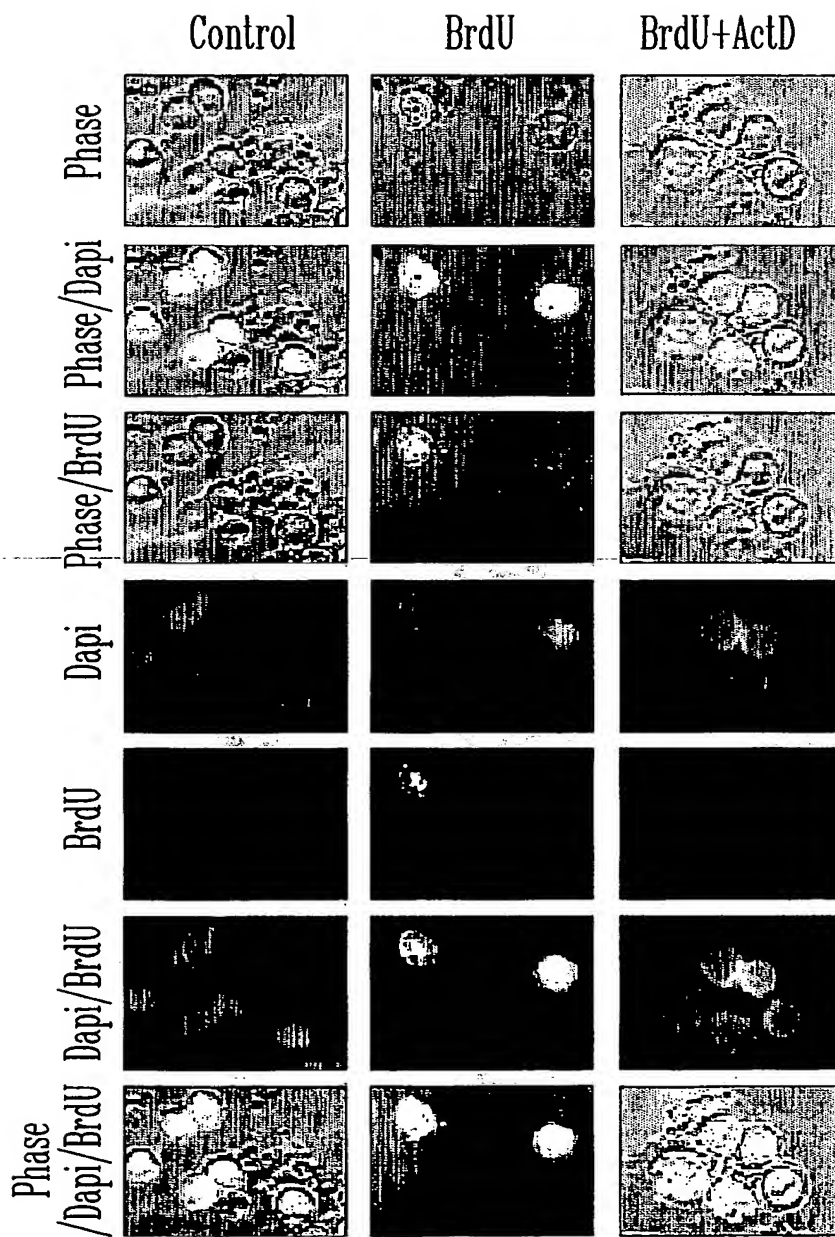 Control BrdU BrdU+ActD
Phase
Phase/Dapi
Phase/BrdU
Dapi
BrdU
Dapi/BrdU
Phase
/Dapi/BrdU